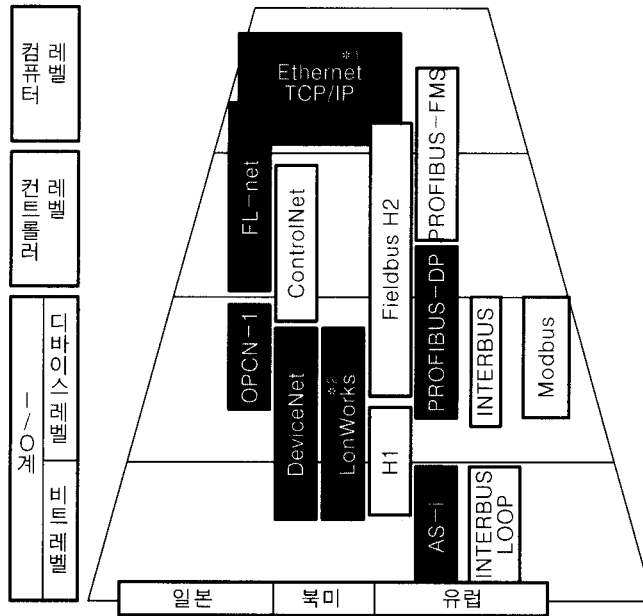 컴퓨터
레벨
컨트롤러
레벨
I/O계
디바이스레벨
비트레벨
Ethernet *1
TCP/IP
FL-net
ControlNet
Fieldbus H2
PROFIBUS-FMS
OPCN-1
DeviceNet
LonWorks *2
H1
PROFIBUS-DP
INTERBUS
Modbus
AS-i
INTERBUS
LOOP
일본
북미
유럽